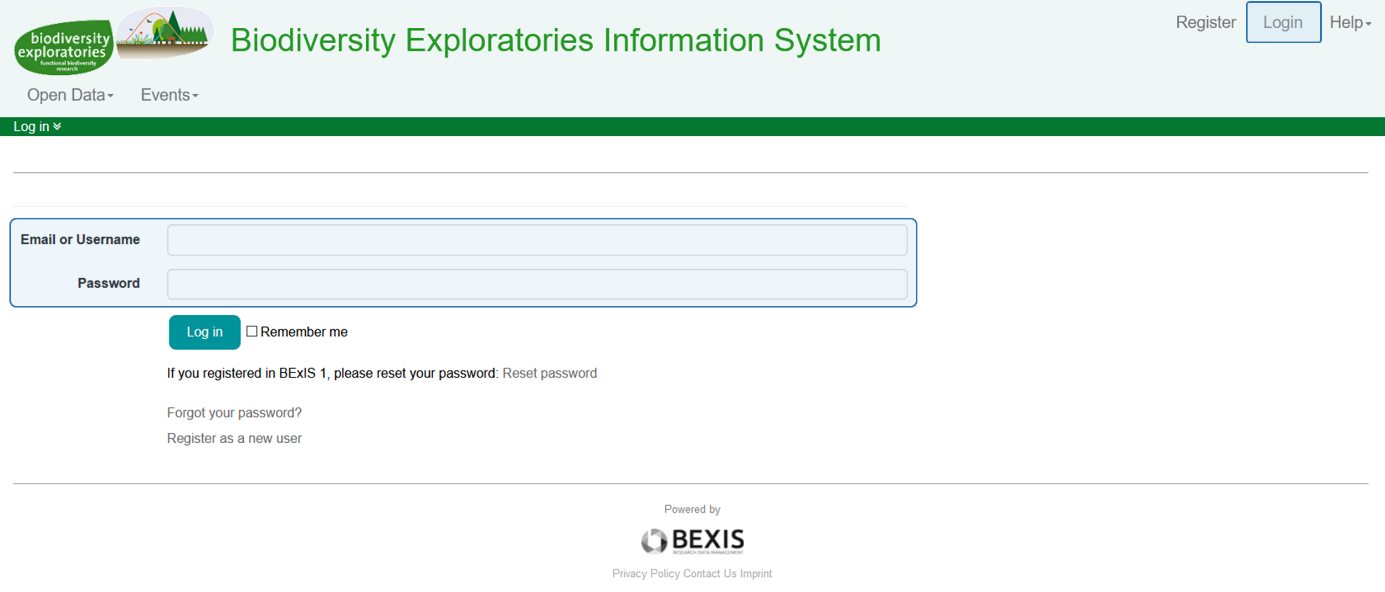 biodiversity
exploratories
functional biodiversity
research
Biodiversity Exploratories Information System
Register Login Help
Open Data Events
Log in
Email or Username
Password
Log in Remember me
If you registered in BExIS 1, please reset your password: Reset password
Forgot your password?
Register as a new user
Powered by
BEXIS
RESEARCH DATA MANAGEMENT
Privacy Policy Contact Us Imprint